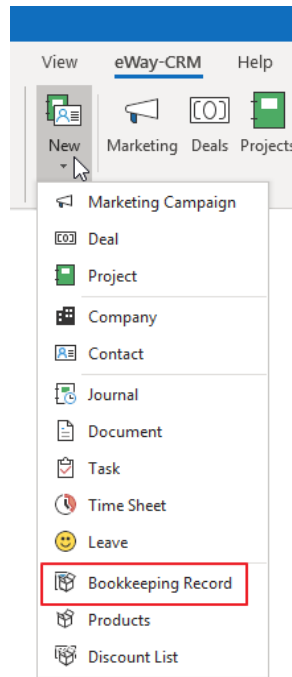 View eWay-CRM Help
New Marketing Deals Projects
Marketing Campaign
Deal
Project
Company
Contact
Journal
Document
Task
Time Sheet
Leave
Bookkeeping Record
Products
Discount List